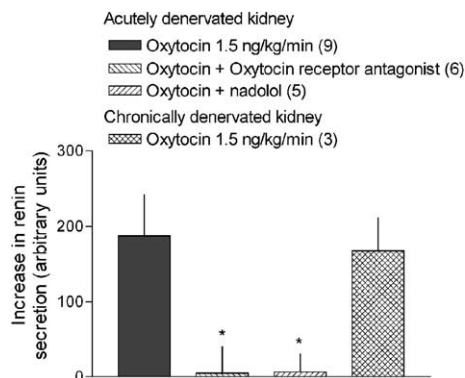 Acutely denervated kidney
Oxytocin 1.5 ng/kg/min (9)
Oxytocin + Oxytocin receptor antagonist (6)
Oxytocin + nadolol (5)
Chronically denervated kidney
Oxytocin 1.5 ng/kg/min (3)
Increase in renin
secretion (arbitrary units)
300
200
100
0
*
*